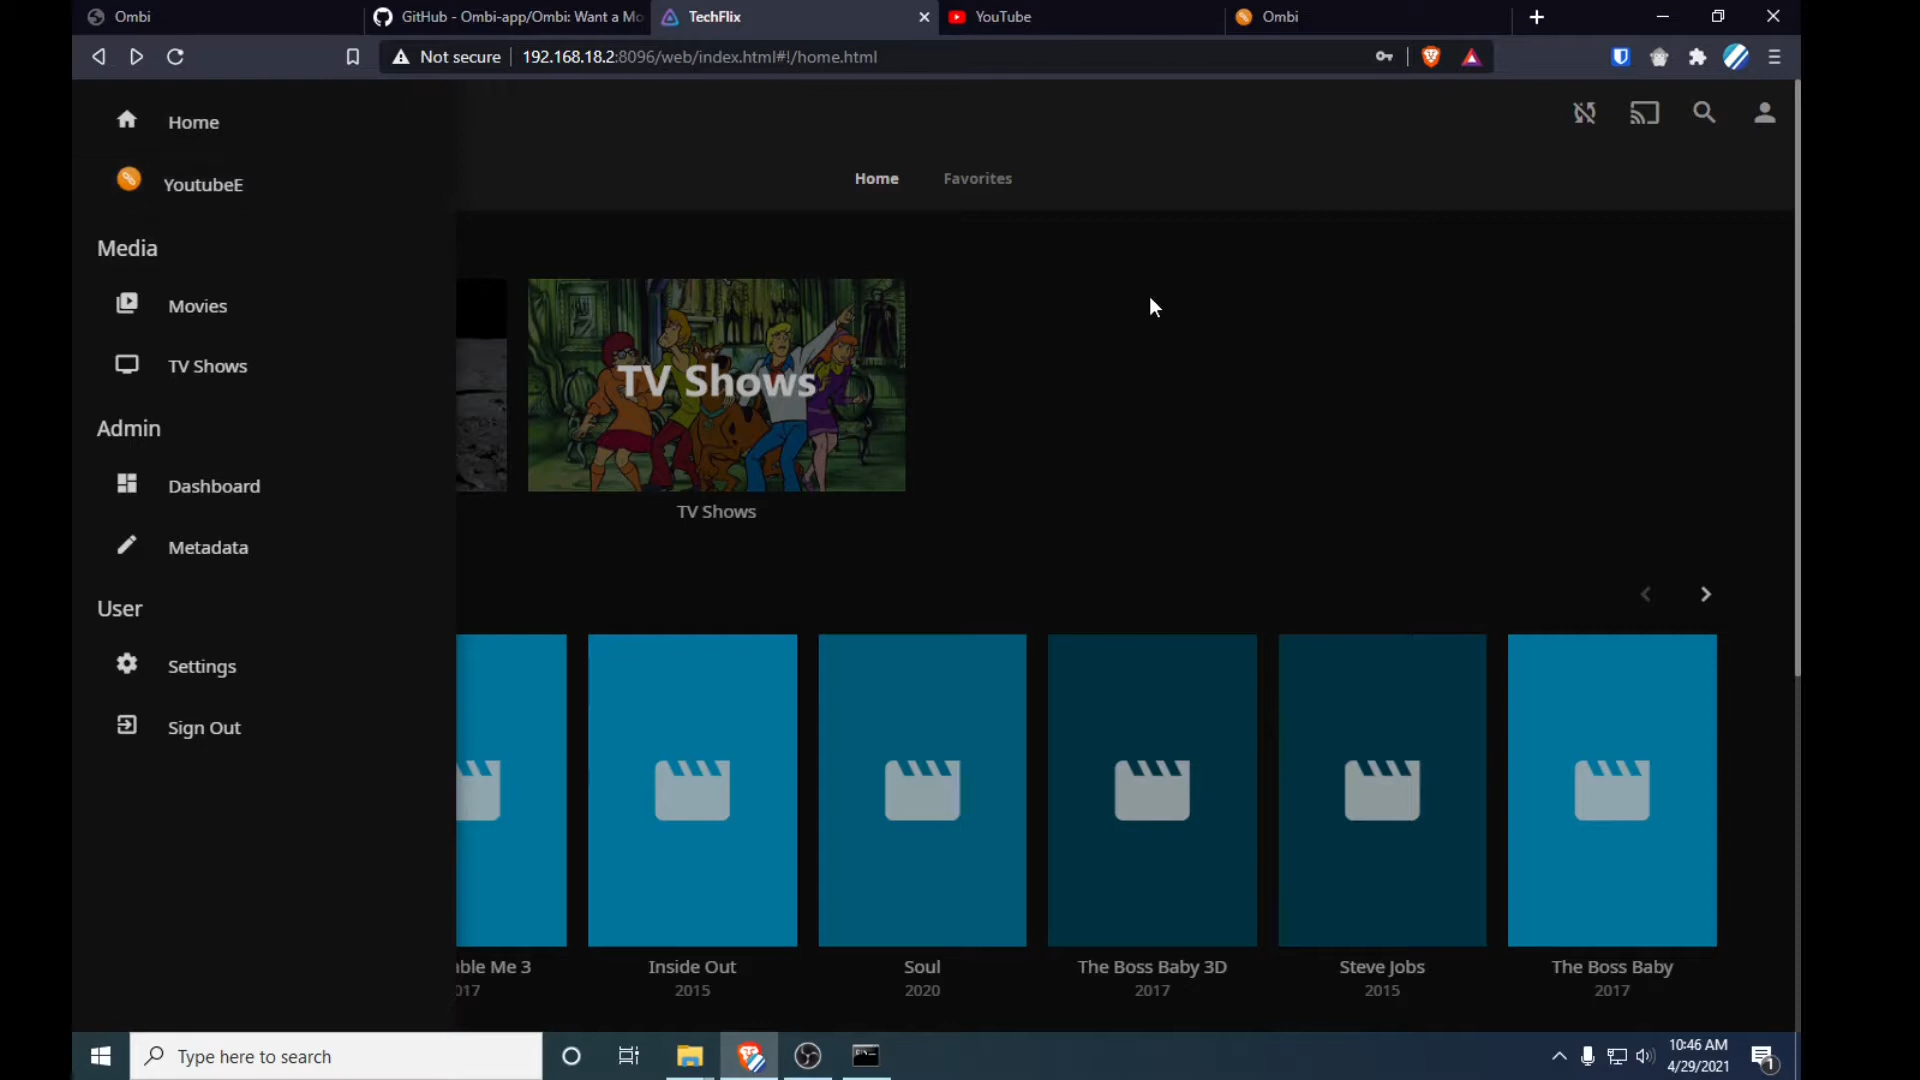 Ombi
GitHub - Ombi-app/Ombi: Want a Mo
TechFlix
YouTube
Ombi
Not secure
192.168.18.2:8096/web/index.html#!/home.html
Home
YoutubeE
Media
Movies
TV Shows
Admin
Dashboard
Metadata
User
Settings
Sign Out
Home
Favorites
TV Shows
TV Shows
ble Me 3
017
Inside Out
2015
Soul
2020
The Boss Baby 3D
2017
Steve Jobs
2015
The Boss Baby
2017
Type here to search
10:46 AM
4/29/2021
1